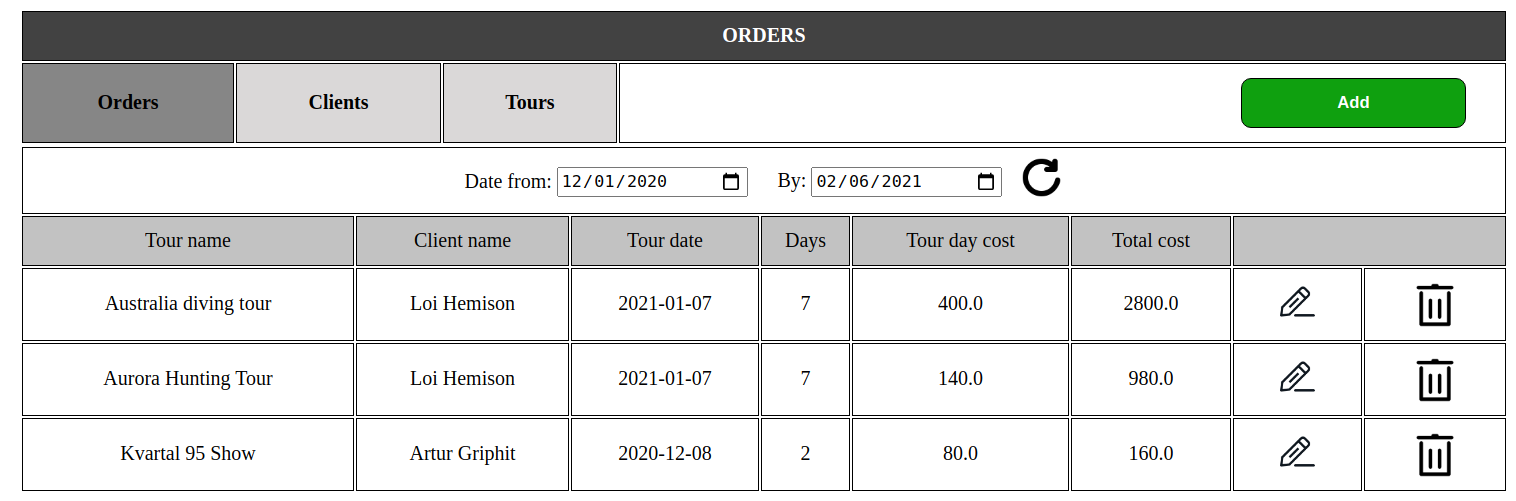 ORDERS
Orders Clients Tours Add
Date from: 12/01/2020 By: 02/06/2021
Tour name Client name Tour date Days Tour day cost Total cost
Australia diving tour Loi Hemison 2021-01-07 7 400.0 2800.0
Aurora Hunting Tour Loi Hemison 2021-01-07 7 140.0 980.0
Kvartal 95 Show Artur Griphit 2020-12-08 2 80.0 160.0